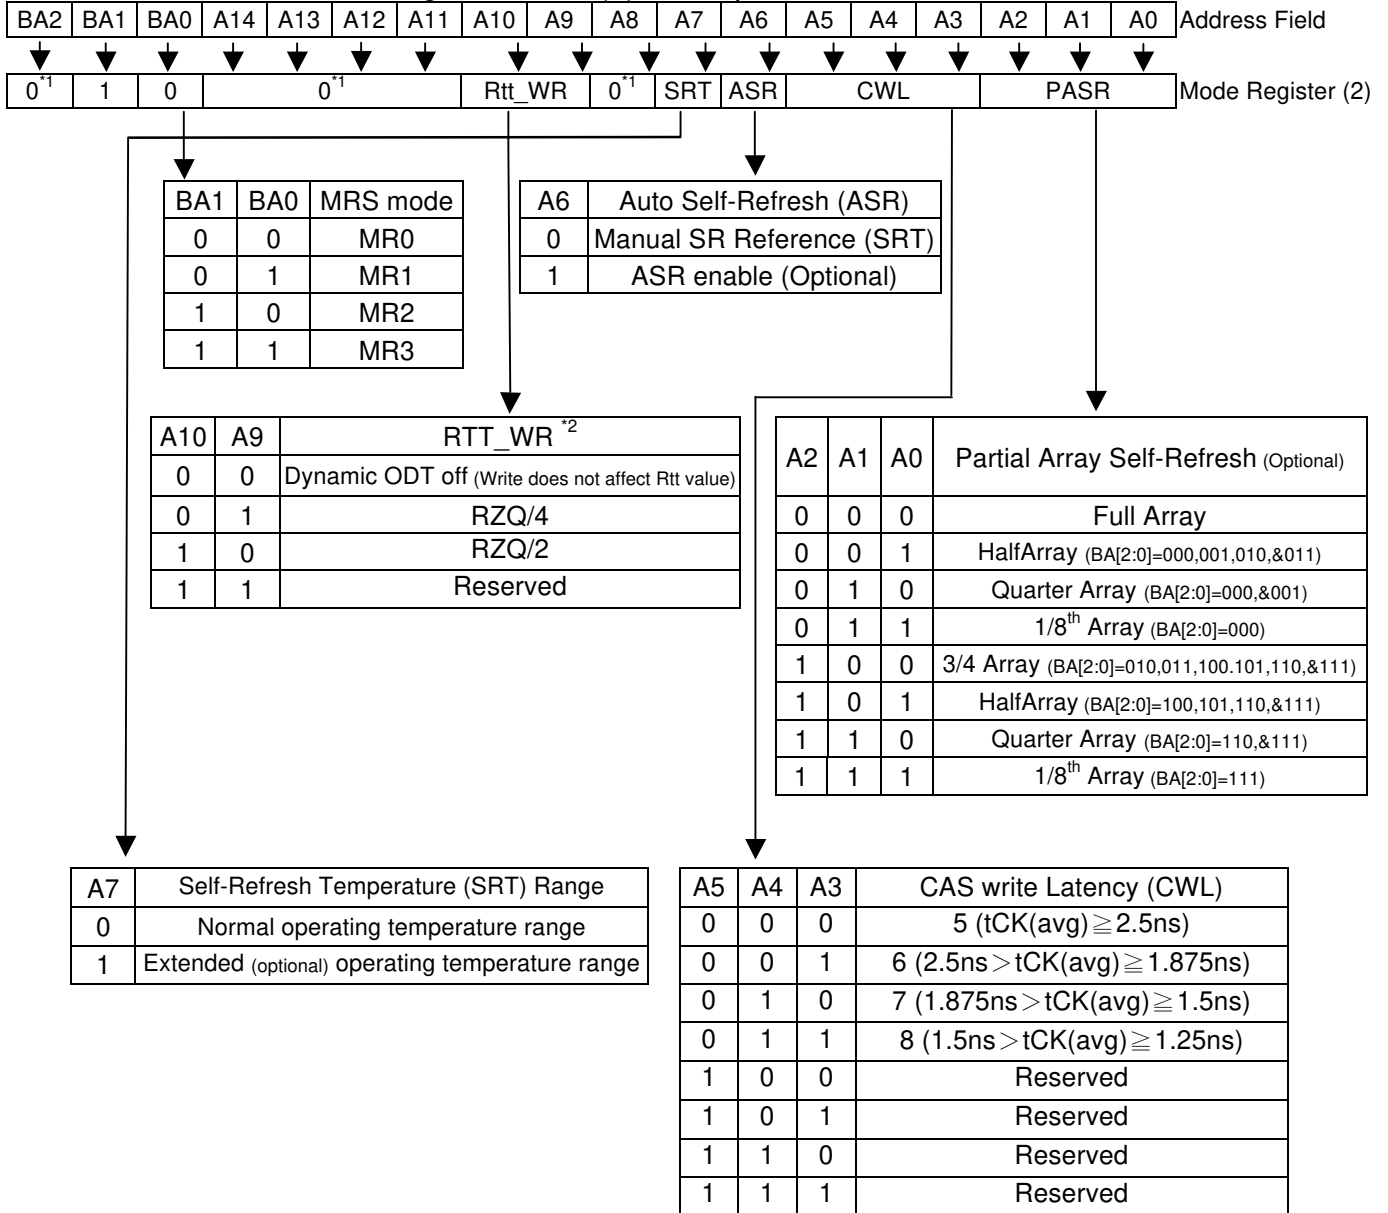 BA2 BA1 BA0 A14 A13 A12 A11 A10 A9 A8 A7 A6 A5 A4 A3 A2 A1 A0 Address Field
0*1 1 0 0*1 Rtt_WR 0*1 SRT ASR CWL PASR Mode Register (2)
BA1 BA0 MRS mode
0 0 MR0
0 1 MR1
1 0 MR2
1 1 MR3
A6 Auto Self-Refresh (ASR)
0 Manual SR Reference (SRT)
1 ASR enable (Optional)
A10 A9 RTT_WR *2
0 0 Dynamic ODT off (Write does not affect Rtt value)
0 1 RZQ/4
1 0 RZQ/2
1 1 Reserved
A2 A1 A0 Partial Array Self-Refresh (Optional)
0 0 0 Full Array
0 0 1 HalfArray (BA[2:0]=000,001,010,&011)
0 1 0 Quarter Array (BA[2:0]=000,&001)
0 1 1 1/8th Array (BA[2:0]=000)
1 0 0 3/4 Array (BA[2:0]=010,011,100.101,110,&111)
1 0 1 HalfArray (BA[2:0]=100,101,110,&111)
1 1 0 Quarter Array (BA[2:0]=110,&111)
1 1 1 1/8th Array (BA[2:0]=111)
A7 Self-Refresh Temperature (SRT) Range
0 Normal operating temperature range
1 Extended (optional) operating temperature range
A5 A4 A3 CAS write Latency (CWL)
0 0 0 5 (tCK(avg)≧2.5ns)
0 0 1 6 (2.5ns>tCK(avg)≧1.875ns)
0 1 0 7 (1.875ns>tCK(avg)≧1.5ns)
0 1 1 8 (1.5ns>tCK(avg)≧1.25ns)
1 0 0 Reserved
1 0 1 Reserved
1 1 0 Reserved
1 1 1 Reserved